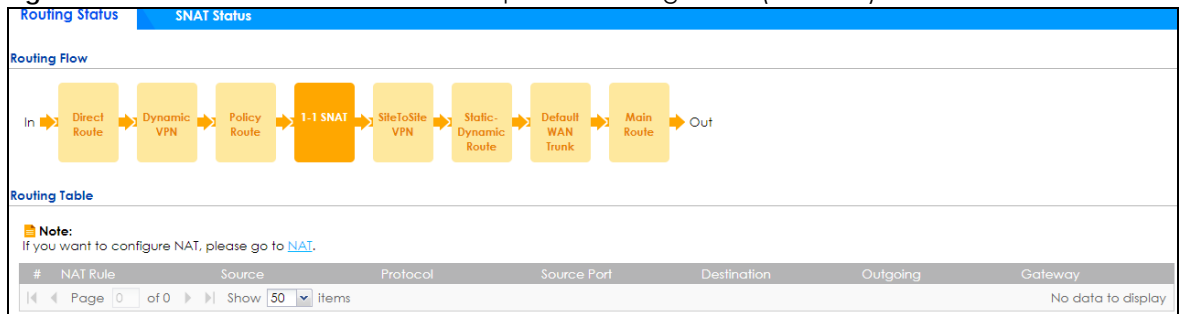 Routing Status SNAT Status
Routing Flow
In Direct Route Dynamic VPN Policy Route 1-1 SNAT SiteToSite VPN Static-Dynamic Route Default WAN Trunk Main Route Out
Routing Table
Note:
If you want to configure NAT, please go to NAT.
# NAT Rule Source Protocol Source Port Destination Outgoing Gateway
Page 0 of 0 Show 50 items No data to display